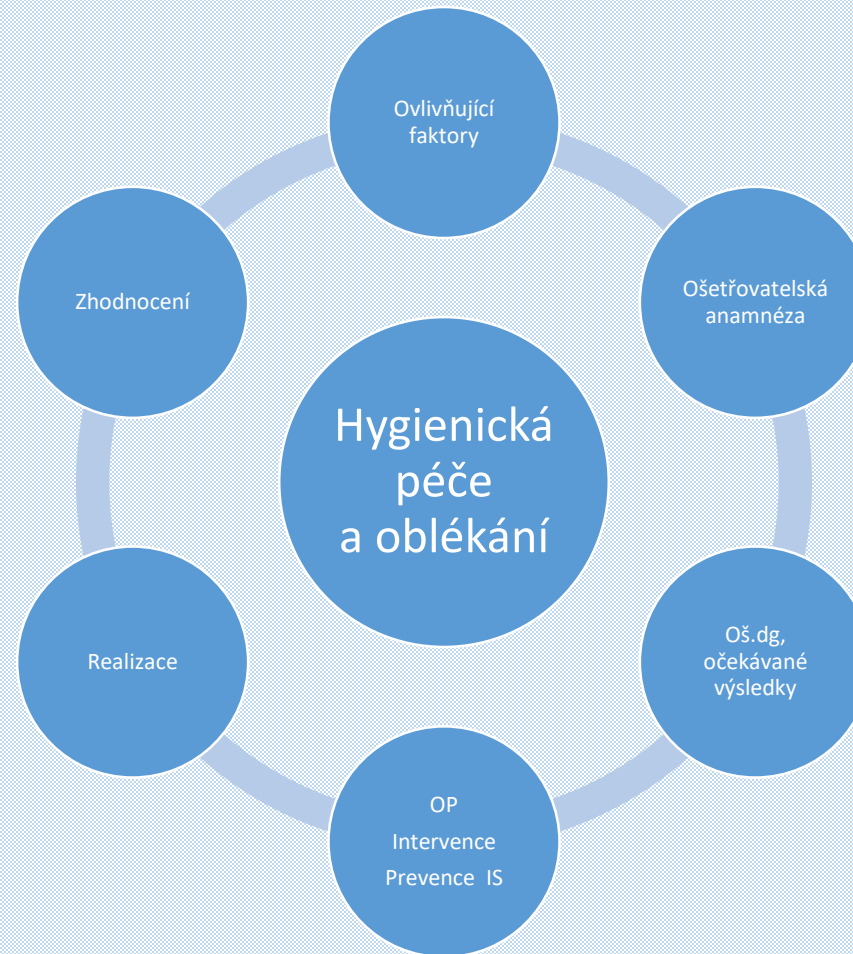 Ovlivňující
faktory
Ošetřovatelská
anamnéza
Oš.dg,
očekávané
výsledky
OP
Intervence
Prevence IS
Realizace
Zhodnocení
Hygienická
péče
a oblékání